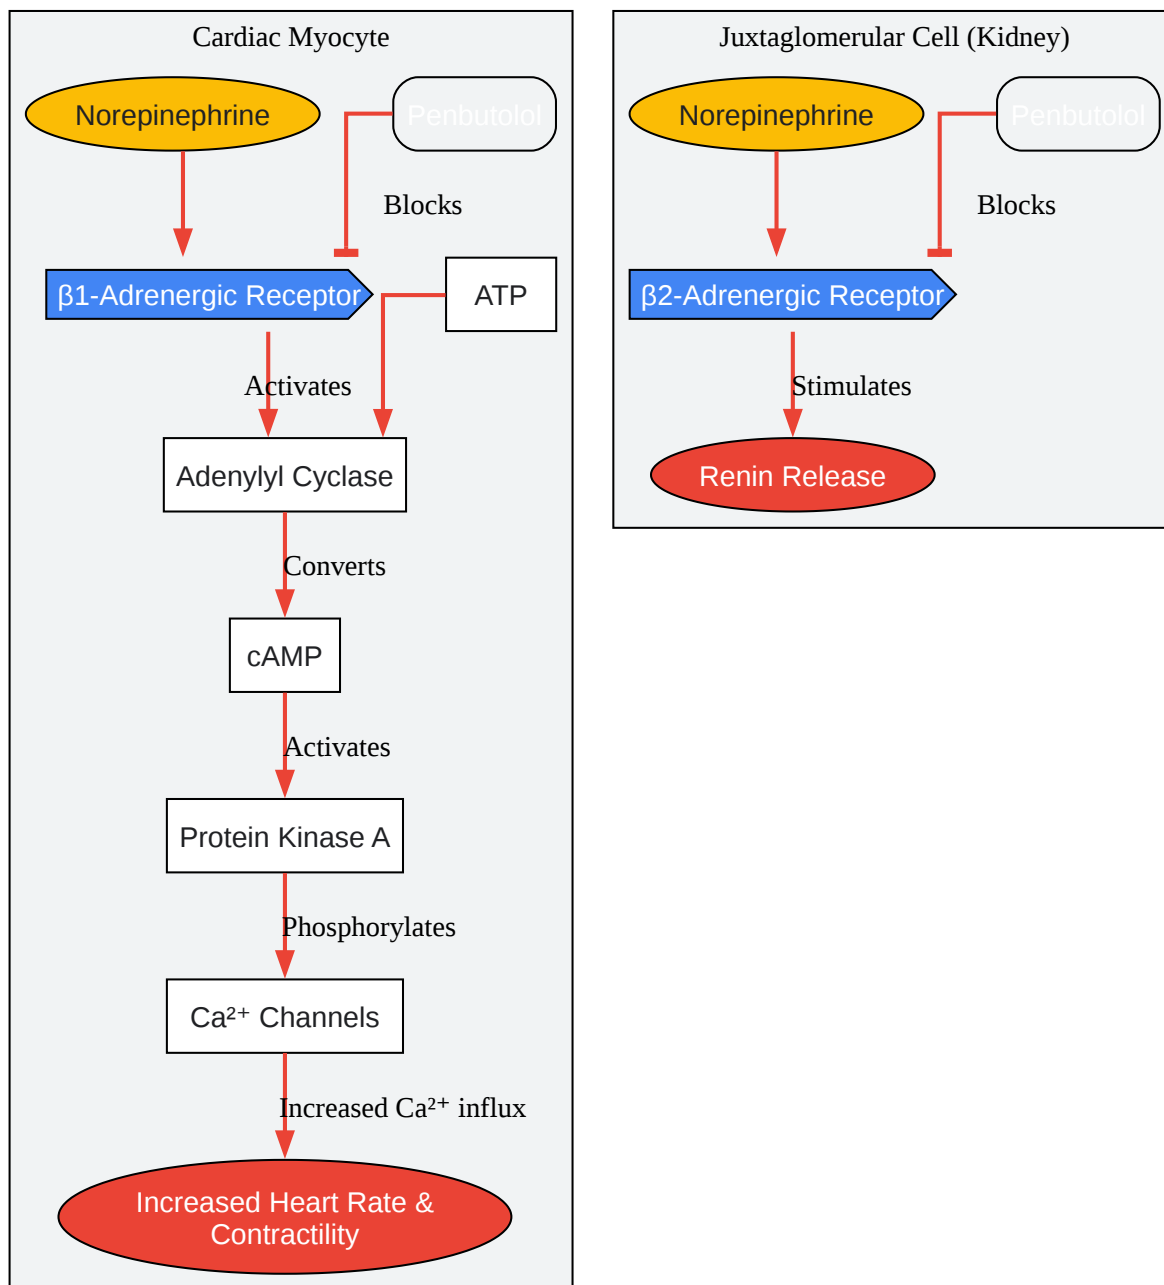 Cardiac Myocyte
Norepinephrine
Penbutolol
Blocks
β1-Adrenergic Receptor
ATP
Activates
Adenylyl Cyclase
Converts
cAMP
Activates
Protein Kinase A
Phosphorylates
Ca²⁺ Channels
Increased Ca²⁺ influx
Increased Heart Rate &
Contractility
Juxtaglomerular Cell (Kidney)
Norepinephrine
Penbutolol
Blocks
β2-Adrenergic Receptor
Stimulates
Renin Release